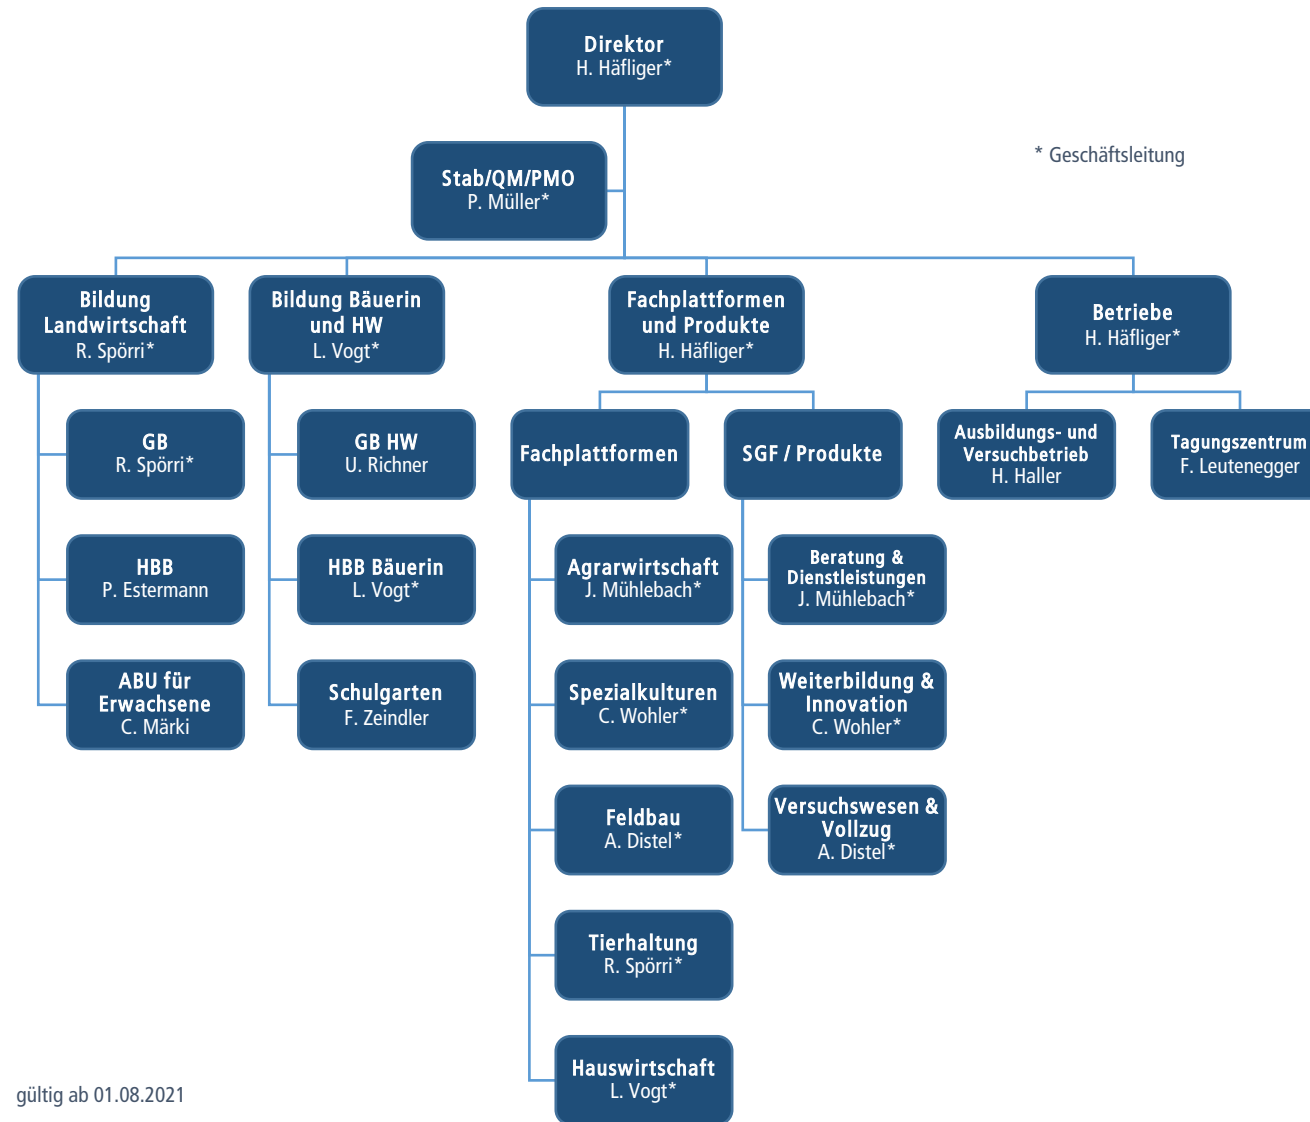 Direktor
H. Häfliger*
* Geschäftsleitung
Stab/QM/PMO
P. Müller*
Bildung
Landwirtschaft
R. Spörri*
Bildung Bäuerin
und HW
L. Vogt*
Fachplattformen
und Produkte
H. Häfliger*
Betriebe
H. Häfliger*
GB
R. Spörri*
GB HW
U. Richner
Fachplattformen
SGF / Produkte
Ausbildungs- und
Versuchbetrieb
H. Haller
Tagungszentrum
F. Leutenegger
HBB
P. Estermann
HBB Bäuerin
L. Vogt*
Agrarwirtschaft
J. Mühlebach*
Beratung &
Dienstleistungen
J. Mühlebach*
ABU für
Erwachsene
C. Märki
Schulgarten
F. Zeindler
Spezialkulturen
C. Wohler*
Weiterbildung &
Innovation
C. Wohler*
Feldbau
A. Distel*
Versuchswesen &
Vollzug
A. Distel*
Tierhaltung
R. Spörri*
Hauswirtschaft
L. Vogt*
gültig ab 01.08.2021